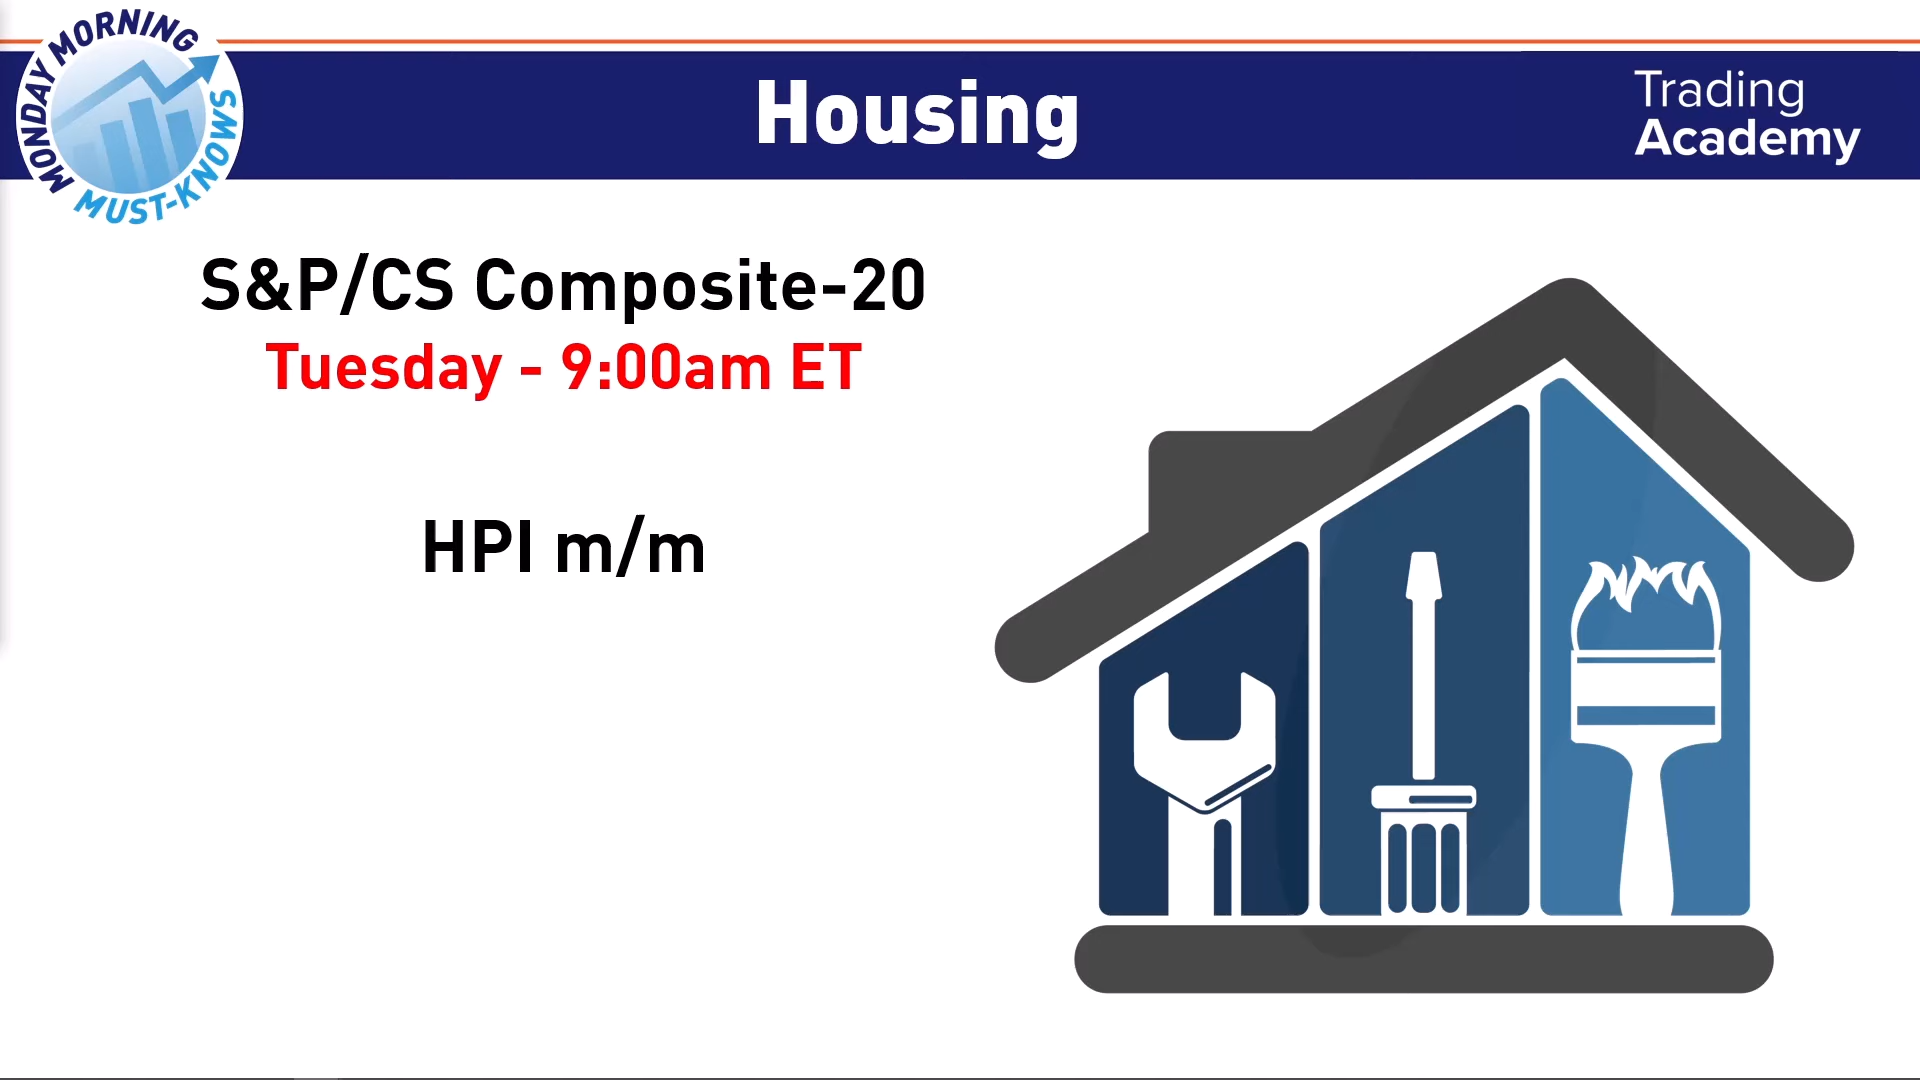 MONDAY MORNING
MUST-KNOWS
Housing
Trading
Academy
S&P/CS Composite-20
Tuesday - 9:00am ET
HPI m/m